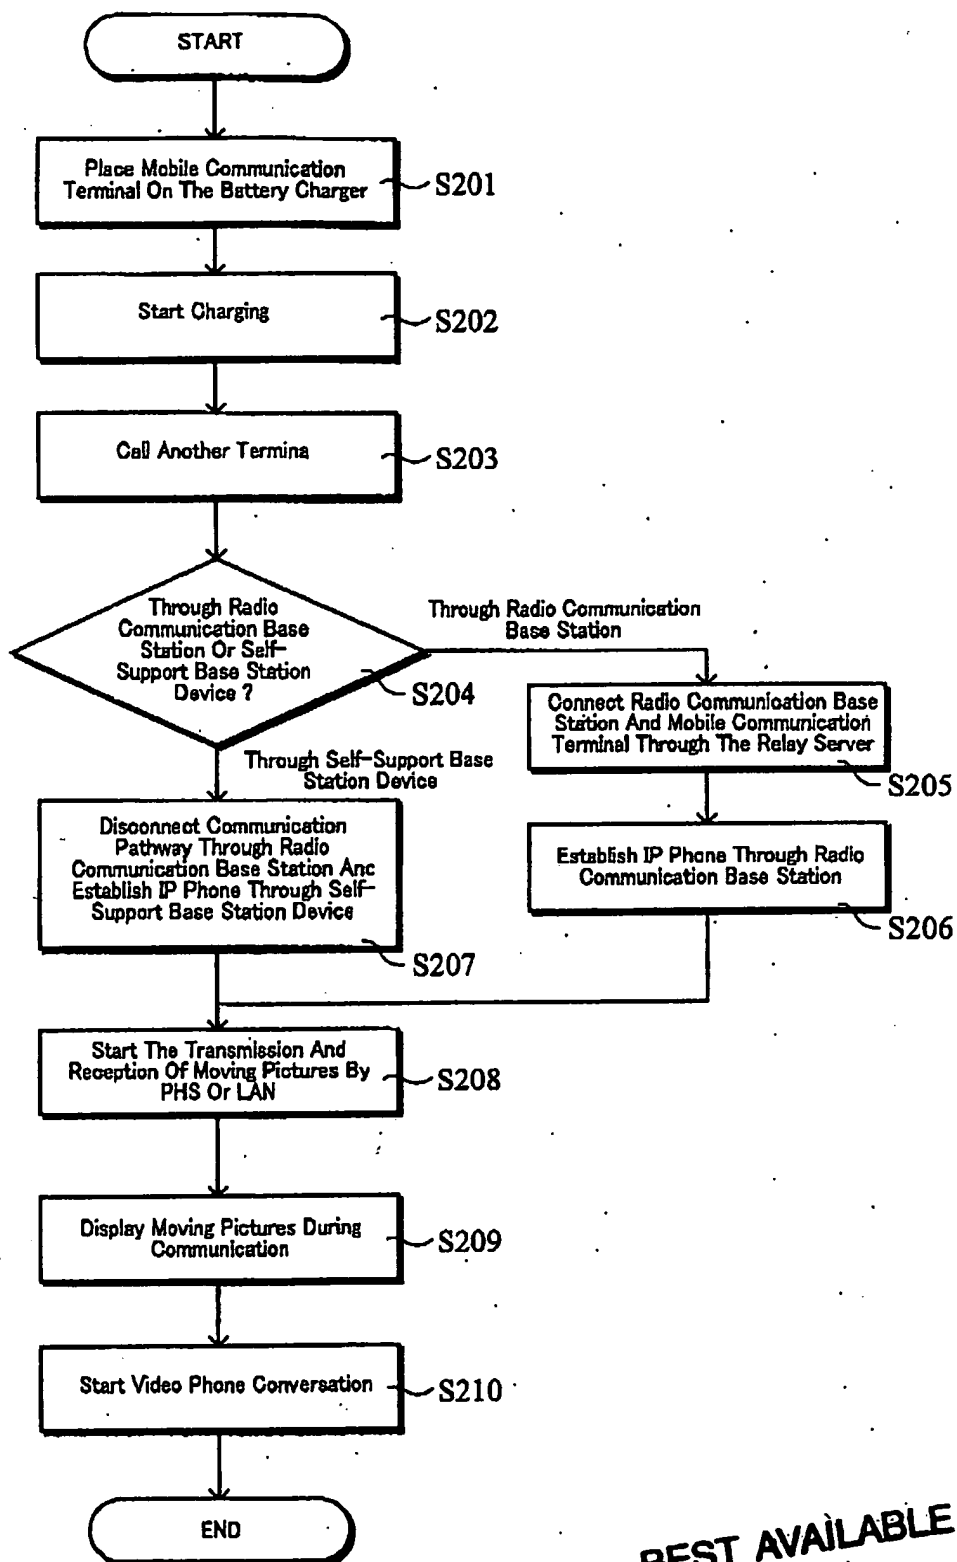 START
Place Mobile Communication
Terminal On The Battery Charger
S201
Start Charging
S202
Call Another Termina
S203
Through Radio
Communication Base
Station Or Self-
Support Base Station
Device ?
S204
Through Radio Communication
Base Station
Connect Radio Communication Base
Station And Mobile Communication
Terminal Through The Relay Server
S205
Through Self-Support Base
Station Device
Disconnect Communication
Pathway Through Radio
Communication Base Station Anc
Establish IP Phone Through Self-
Support Base Station Device
S207
Establish IP Phone Through Radio
Communication Base Station
S206
Start The Transmission And
Reception Of Moving Pictures By
PHS Or LAN
S208
Display Moving Pictures During
Communication
S209
Start Video Phone Conversation
S210
END
BEST AVAILABLE